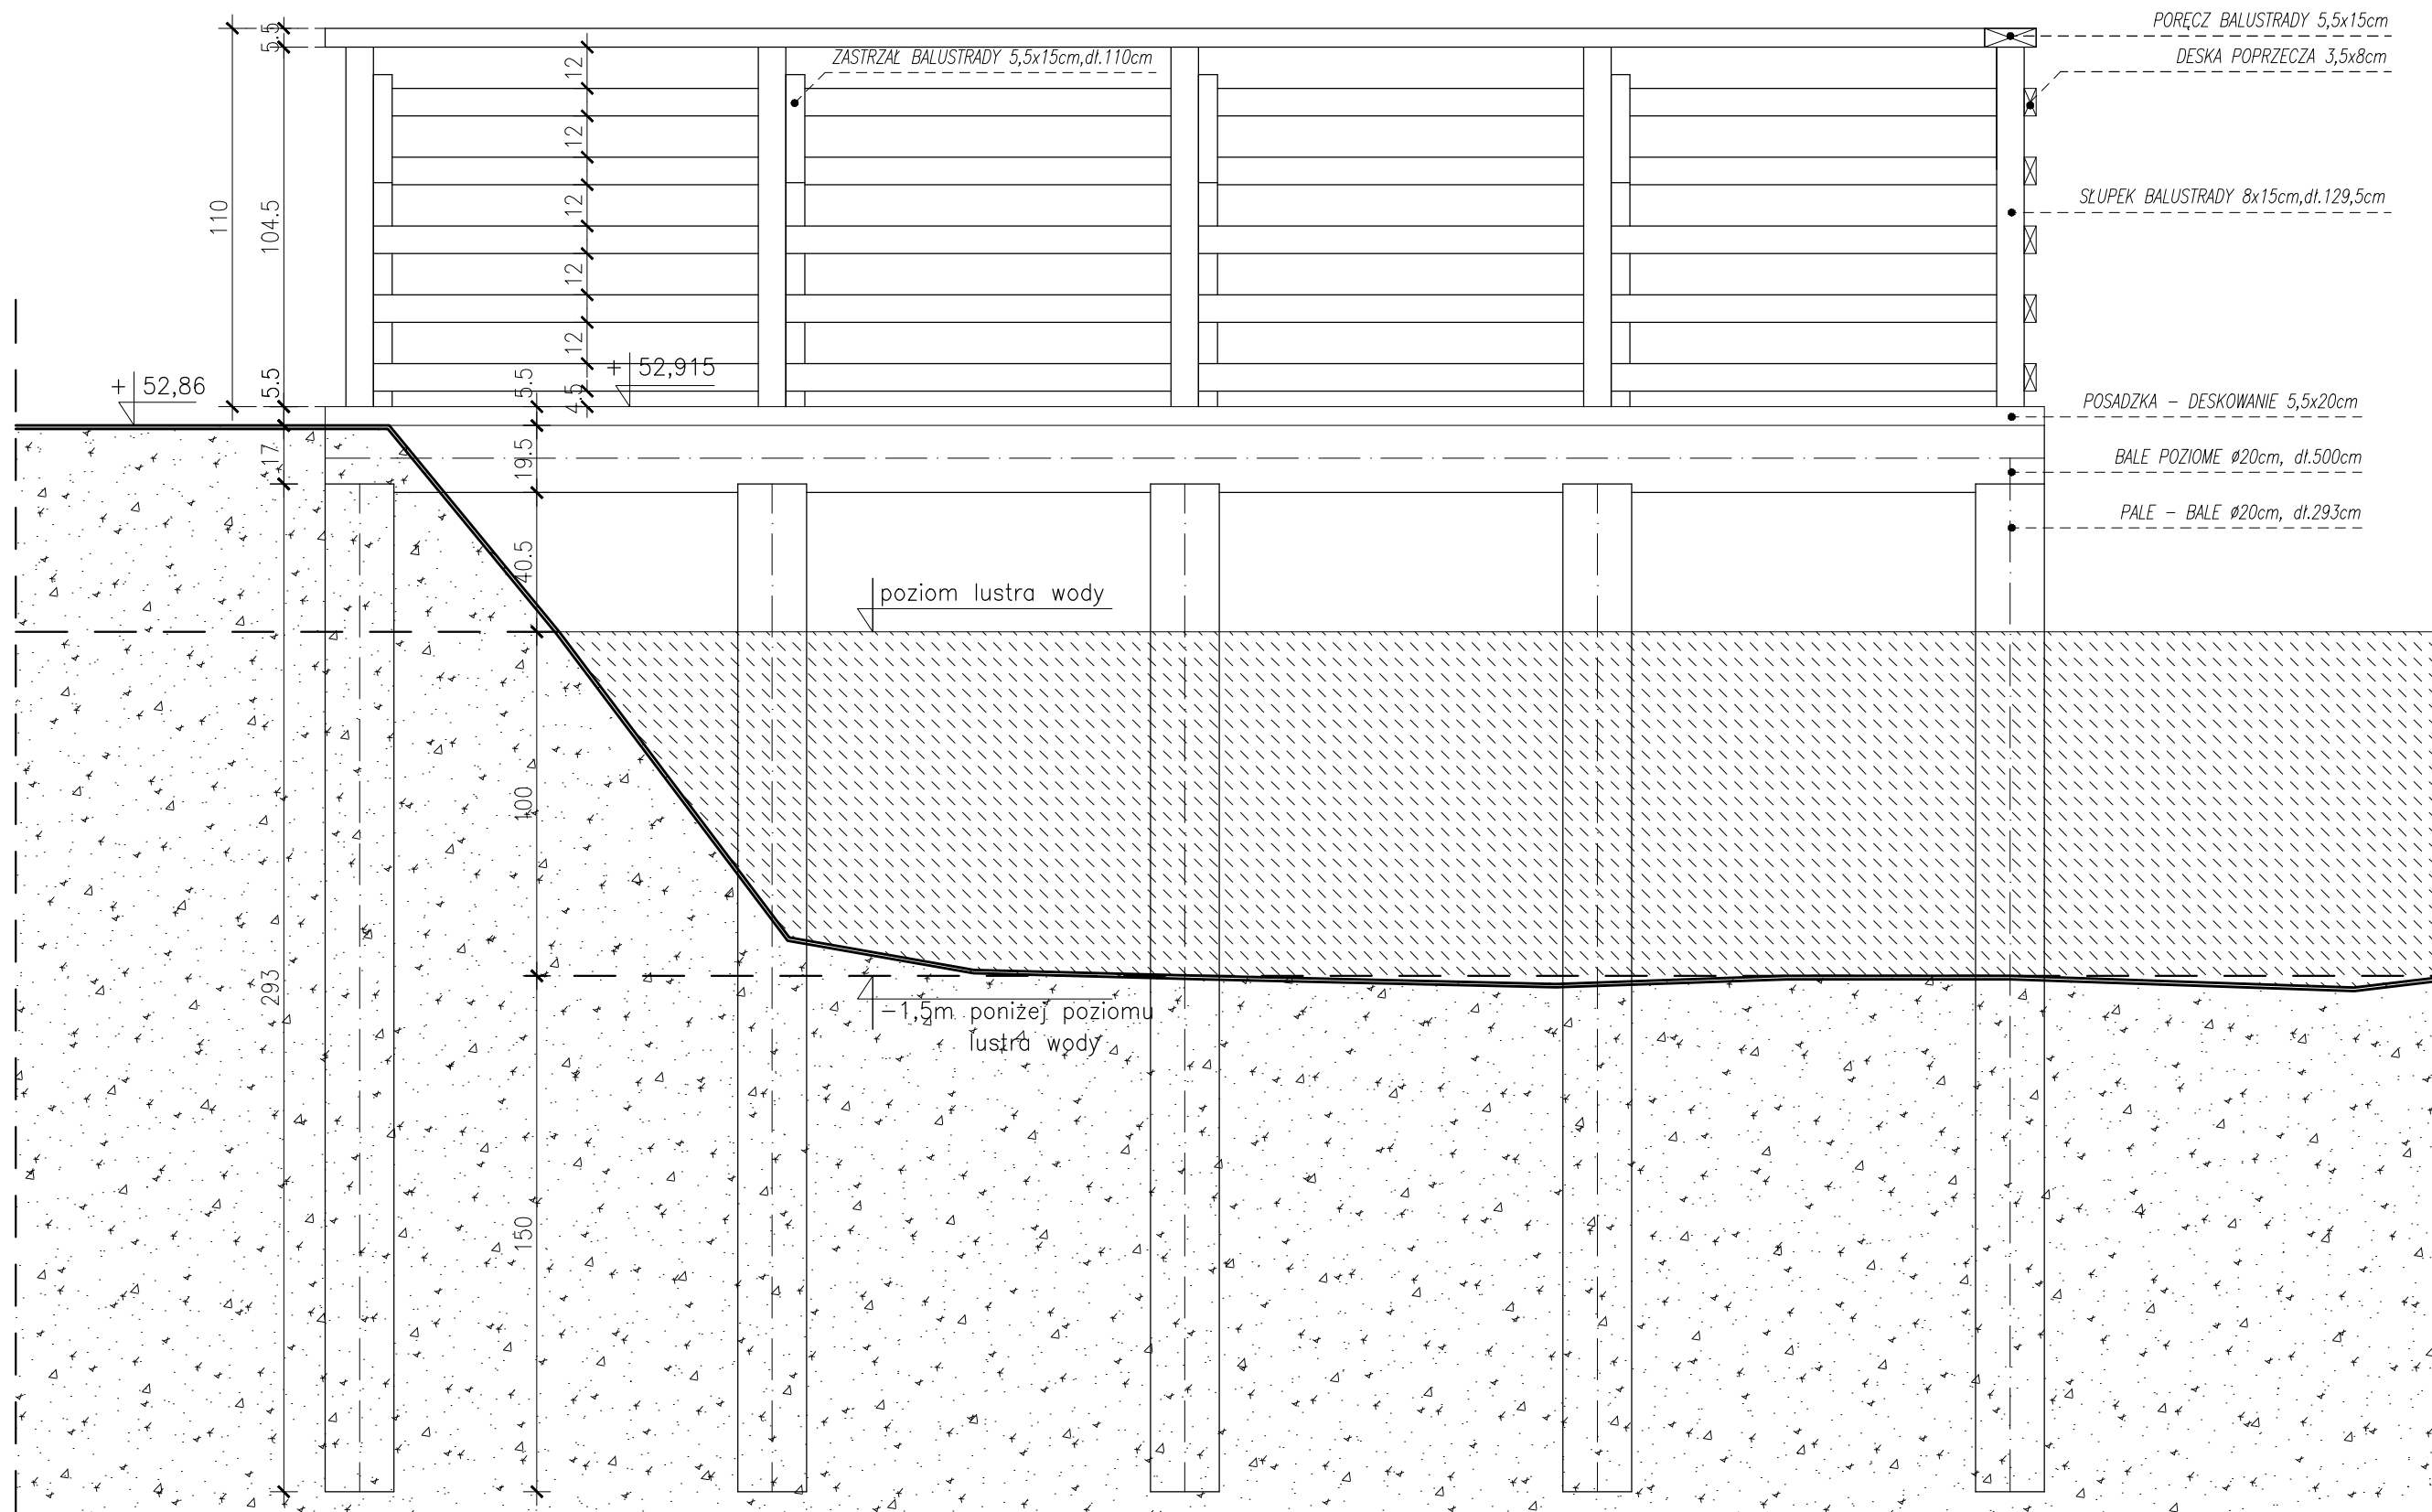 PORĘCZ BALUSTRADY 5,5x15cm
ZASTRZAŁ BALUSTRADY 5,5x15cm,dł.110cm
DESKA POPRZECZA 3,5x8cm
SŁUPEK BALUSTRADY 8x15cm,dł.129,5cm
5.5
110
104.5
12
12
12
12
12
4.5
5.5
5.5
+ 52,86
+ 52,915
POSADZKA – DESKOWANIE 5,5x20cm
BALE POZIOME ø20cm, dł.500cm
PALE – BALE ø20cm, dł.293cm
17
19.5
40.5
poziom lustra wody
100
293
-1,5m poniżej poziomu
lustra wody
150